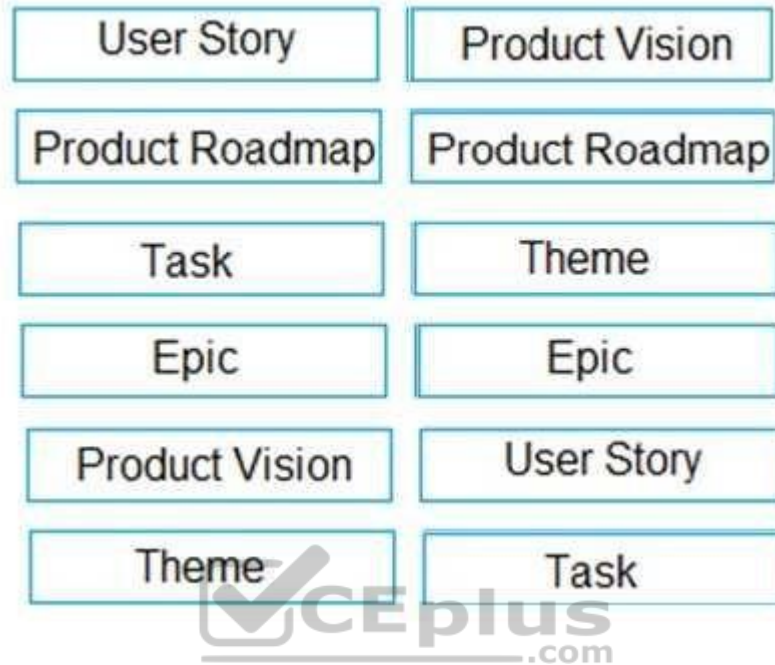 User Story Product Vision
Product Roadmap Product Roadmap
Task Theme
Epic Epic
Product Vision User Story
Theme Task
CEplus
.com